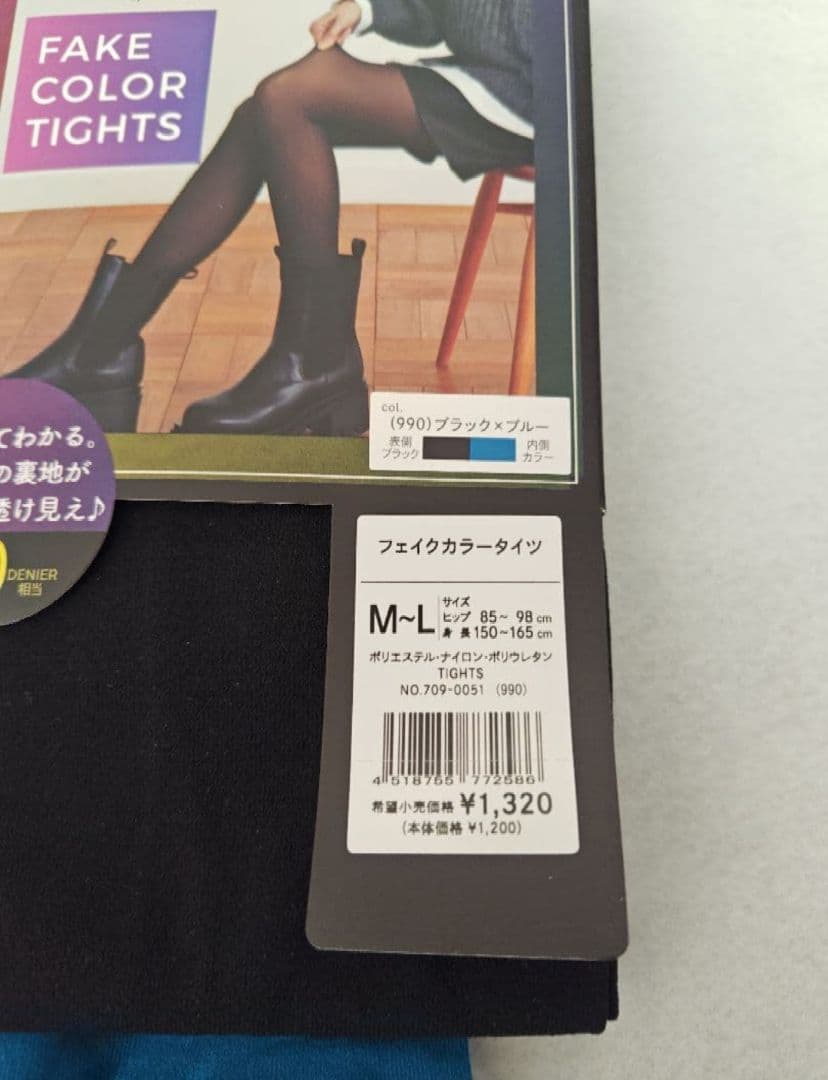 FAKE
COLOR
TIGHTS
col.
(990)ブラック×ブルー
表側
ブラック
内側
カラー
てわかる。
の裏地が
透け見え♪
DENIER
相当
フェイクカラータイツ
M~L
サイズ
ヒップ 85~ 98cm
身長150~165cm
ポリエステル・ナイロン・ポリウレタン
TIGHTS
NO.709-0051 (990)
4 518755 772586
希望小売価格 ¥1,320
(本体価格 ¥1,200)